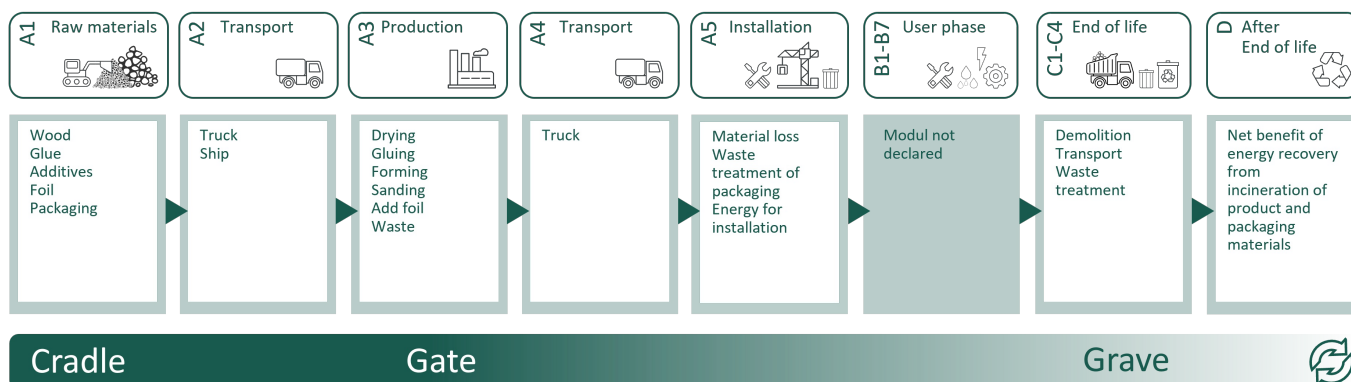 A1
Raw materials
A2
Transport
A3
Production
A4
Transport
A5
Installation
B1-B7
User phase
C1-C4
End of life
D
After
End of life
Wood
Glue
Additives
Foil
Packaging
Truck
Ship
Drying
Gluing
Forming
Sanding
Add foil
Waste
Truck
Material loss
Waste
treatment of
packaging
Energy for
installation
Modul not
declared
Demolition
Transport
Waste
treatment
Net benefit of
energy recovery
from
incineration of
product and
packaging
materials
Cradle
Gate
Grave